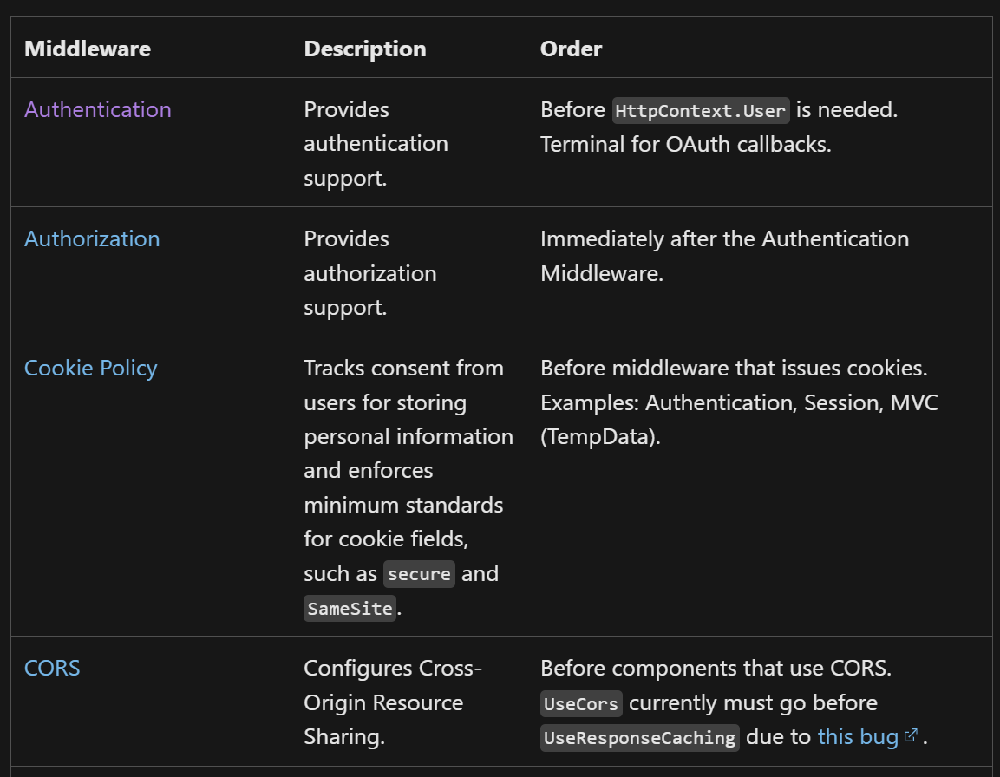 Middleware Description Order
Authentication
Provides
authentication
support.
Before HttpContext.User is needed.
Terminal for OAuth callbacks.
Authorization
Provides
authorization
support.
Immediately after the Authentication
Middleware.
Cookie Policy
Tracks consent from
users for storing
personal information
and enforces
minimum standards
for cookie fields,
such as secure and
SameSite.
Before middleware that issues cookies.
Examples: Authentication, Session, MVC
(TempData).
CORS
Configures Cross-
Origin Resource
Sharing.
Before components that use CORS.
UseCors currently must go before
UseResponseCaching due to this bug.